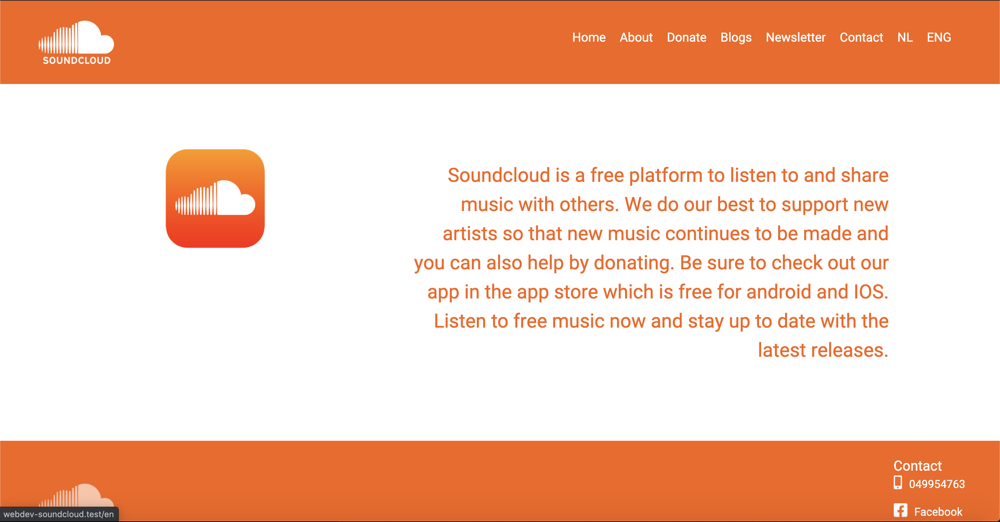 SOUNDCLOUD
Home About Donate Blogs Newsletter Contact NL ENG
Soundcloud is a free platform to listen to and share
music with others. We do our best to support new
artists so that new music continues to be made and
you can also help by donating. Be sure to check out our
app in the app store which is free for android and IOS.
Listen to free music now and stay up to date with the
latest releases.
Contact
049954763
Facebook
webdev-soundcloud.test/en